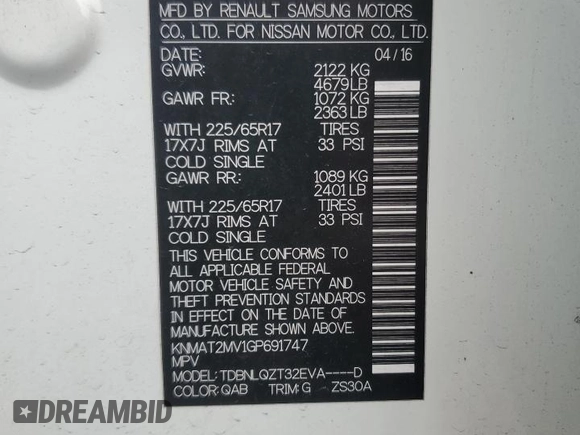 MFD BY RENAULT SAMSUNG MOTORS
CO., LTD. FOR NISSAN MOTOR CO., LTD.
DATE: 04/16
GVWR: 2122 KG
4679 LB
GAWR FR: 1072 KG
2363 LB
WITH 225/65R17 TIRES
17X7J RIMS AT 33 PSI
COLD SINGLE
GAWR RR: 1089 KG
2401 LB
WITH 225/65R17 TIRES
17X7J RIMS AT 33 PSI
COLD SINGLE
THIS VEHICLE CONFORMS TO
ALL APPLICABLE FEDERAL
MOTOR VEHICLE SAFETY AND
THEFT PREVENTION STANDARDS
IN EFFECT ON THE DATE OF
MANUFACTURE SHOWN ABOVE.
KNMAT2MV1GP691747
MPV
MODEL: TDBNLQZT32EVA----D
COLOR: QAB TRIM: G ZS30A
DREAMBID